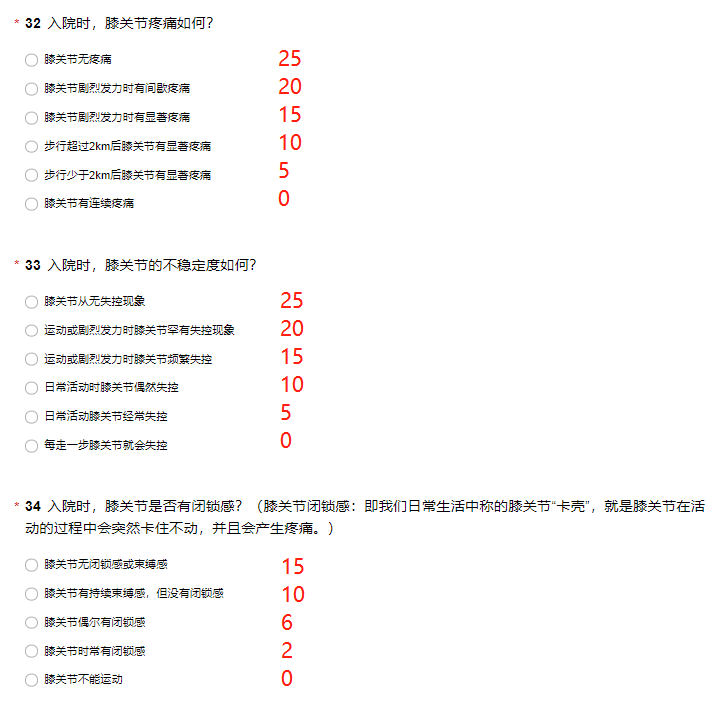 * 32 入院时，膝关节疼痛如何？
膝关节无疼痛 25
膝关节剧烈发力时有间歇疼痛 20
膝关节剧烈发力时有显著疼痛 15
步行超过2km后膝关节有显著疼痛 10
步行少于2km后膝关节有显著疼痛 5
膝关节有连续疼痛 0
* 33 入院时，膝关节的不稳定度如何？
膝关节从无失控现象 25
运动或剧烈发力时膝关节罕有失控现象 20
运动或剧烈发力时膝关节频繁失控 15
日常活动时膝关节偶然失控 10
日常活动膝关节经常失控 5
每走一步膝关节就会失控 0
* 34 入院时，膝关节是否有闭锁感？（膝关节闭锁感：即我们日常生活中称的膝关节“卡壳”，就是膝关节在活
动的过程中会突然卡住不动，并且会产生疼痛。）
膝关节无闭锁感或束缚感 15
膝关节有持续束缚感，但没有闭锁感 10
膝关节偶尔有闭锁感 6
膝关节时常有闭锁感 2
膝关节不能运动 0